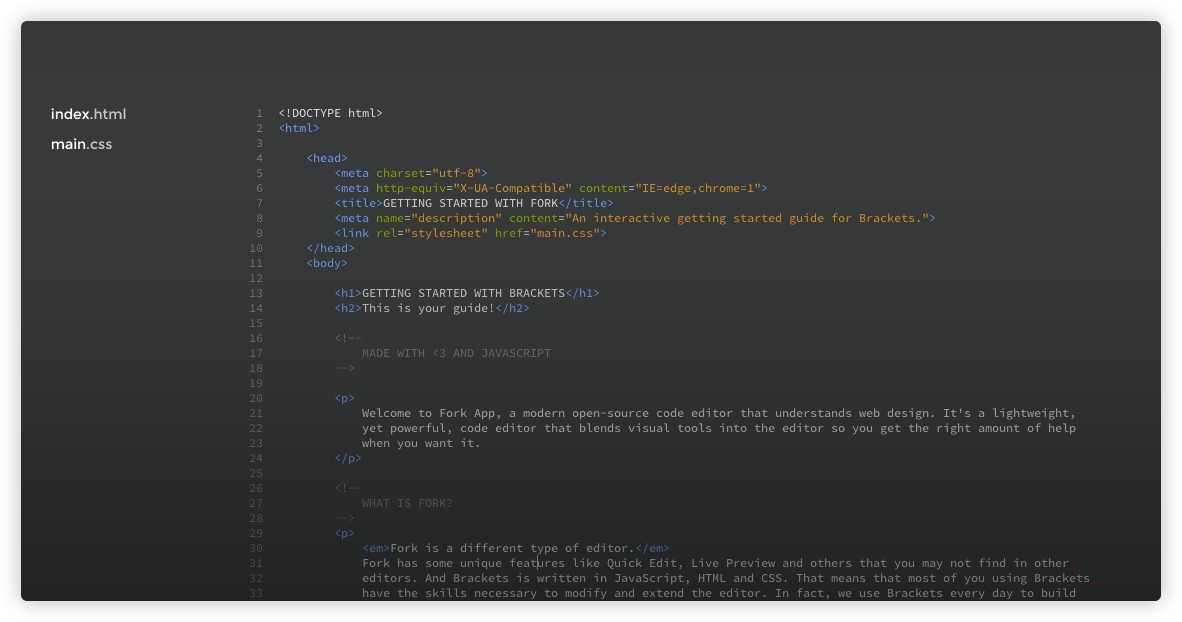 index.html
main.css
1 <!DOCTYPE html>
2 <html>
3
4 <head>
5 <meta charset="utf-8">
6 <meta http-equiv="X-UA-Compatible" content="IE=edge,chrome=1">
7 <title>GETTING STARTED WITH FORK</title>
8 <meta name="description" content="An interactive getting started guide for Brackets.">
9 <link rel="stylesheet" href="main.css">
10 </head>
11 <body>
12
13 <h1>GETTING STARTED WITH BRACKETS</h1>
14 <h2>This is your guide!</h2>
15
16 <!--
17 MADE WITH <3 AND JAVASCRIPT
18 -->
19
20 <p>
21 Welcome to Fork App, a modern open-source code editor that understands web design. It's a lightweight,
22 yet powerful, code editor that blends visual tools into the editor so you get the right amount of help
23 when you want it.
24 </p>
25
26 <!--
27 WHAT IS FORK?
28 -->
29 <p>
30 <em>Fork is a different type of editor.</em>
31 Fork has some unique features like Quick Edit, Live Preview and others that you may not find in other
32 editors. And Brackets is written in JavaScript, HTML and CSS. That means that most of you using Brackets
33 have the skills necessary to modify and extend the editor. In fact, we use Brackets every day to build